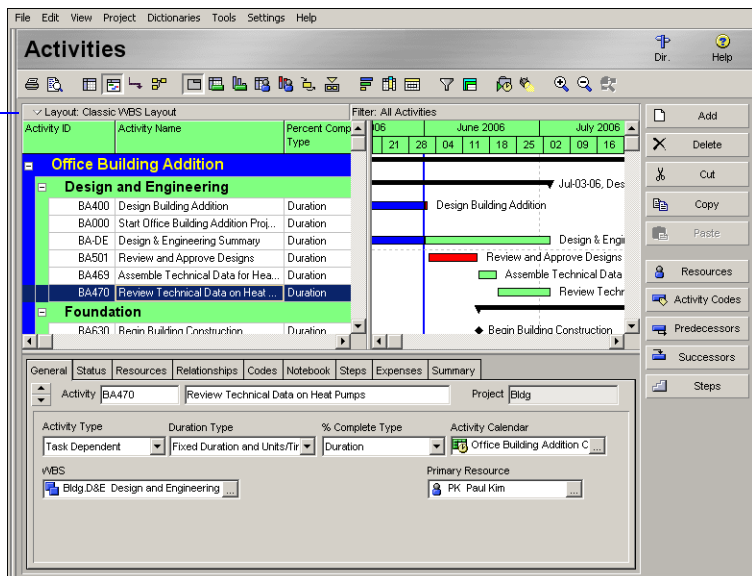 File Edit View Project Dictionaries Tools Settings Help
Activities
Dir. Help
Layout: Classic WBS Layout Filter: All Activities
Activity ID Activity Name Percent Comp Type
06 June 2006 July 2006
21 28 04 11 18 25 02 09 16
Office Building Addition
Design and Engineering Jul-03-06, Des
BA400 Design Building Addition Duration Design Building Addition
BA000 Start Office Building Addition Proj... Duration
BA-DE Design & Engineering Summary Duration Design & Engi
BA501 Review and Approve Designs Duration Review and Approve Designs
BA469 Assemble Technical Data for Hea... Duration Assemble Technical Data
BA470 Review Technical Data on Heat ... Duration Review Techr
Foundation
BA630 Begin Building Construction Duration Begin Building Construction
Add
Delete
Cut
Copy
Paste
Resources
Activity Codes
Predecessors
Successors
Steps
General Status Resources Relationships Codes Notebook Steps Expenses Summary
Activity BA470 Review Technical Data on Heat Pumps Project Bldg
Activity Type Duration Type % Complete Type Activity Calendar
Task Dependent Fixed Duration and Units/Tir Duration Office Building Addition C ...
WBS Primary Resource
Bldg.D&E Design and Engineering ... PK Paul Kim ...